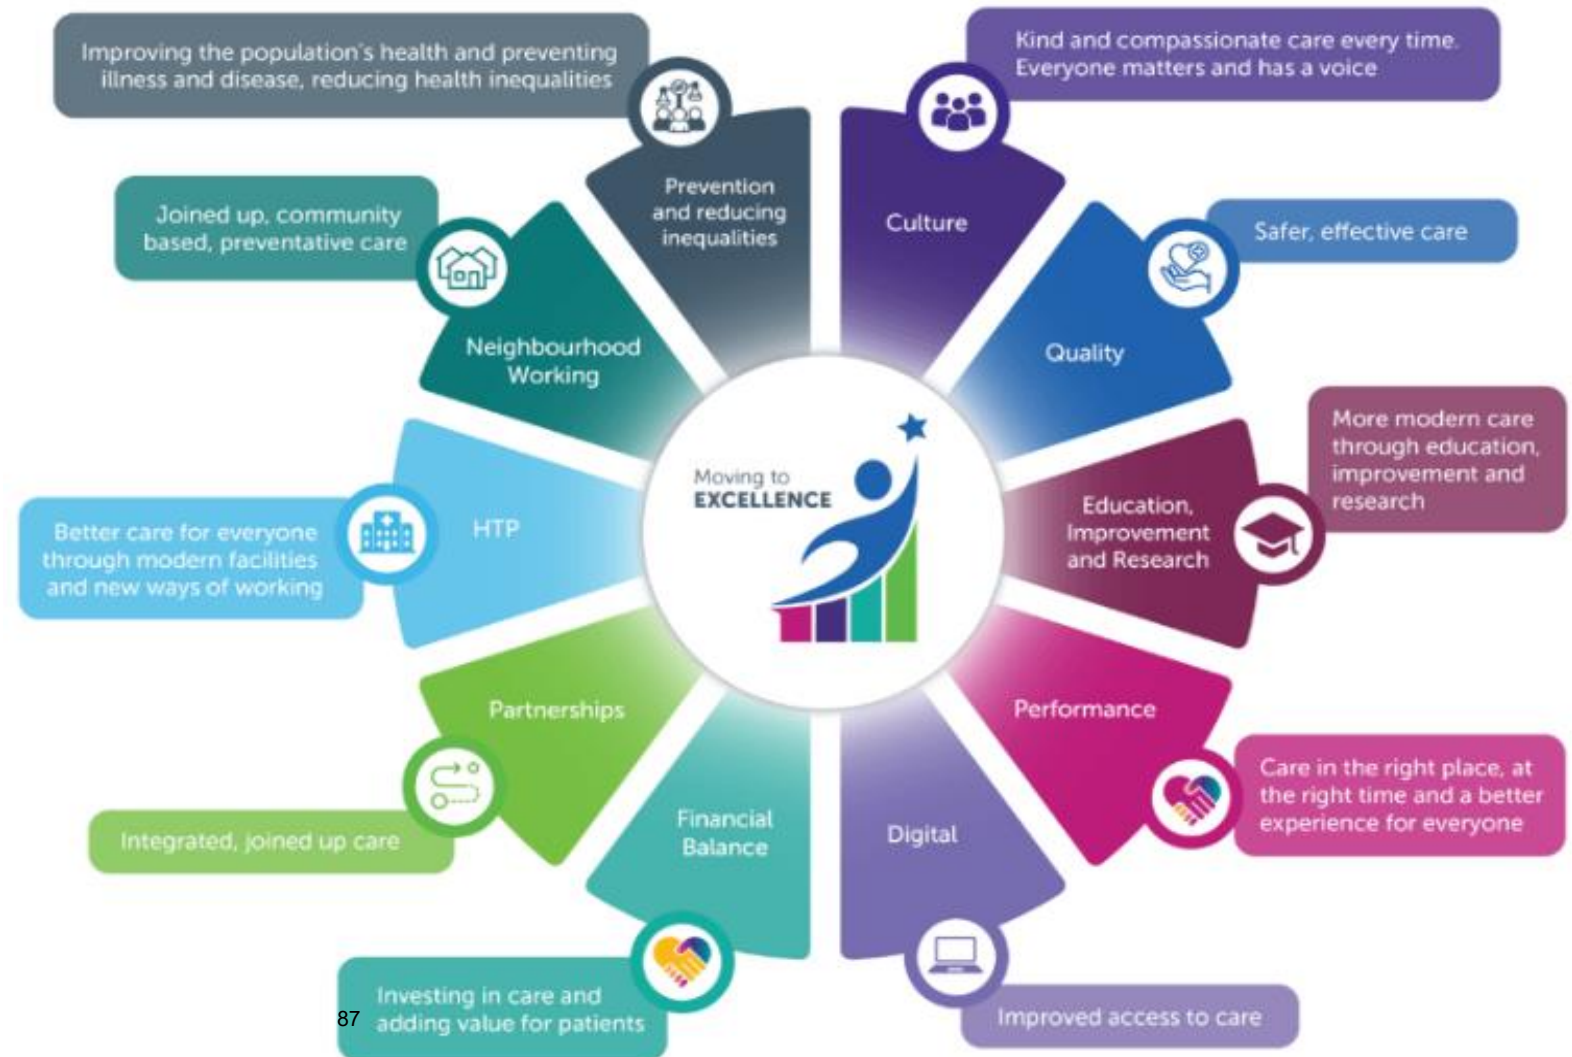 Improving the population's health and preventing
illness and disease, reducing health inequalities
Kind and compassionate care every time.
Everyone matters and has a voice
Prevention
and reducing
inequalities
Culture
Joined up, community
based, preventative care
Safer, effective care
Neighbourhood
Working
Quality
More modern care
through education,
improvement and
research
Moving to
EXCELLENCE
Education,
Improvement
and Research
HTP
Better care for everyone
through modern facilities
and new ways of working
Partnerships
Performance
Care in the right place, at
the right time and a better
experience for everyone
Integrated, joined up care
Financial
Balance
Digital
Investing in care and
adding value for patients
87
Improved access to care